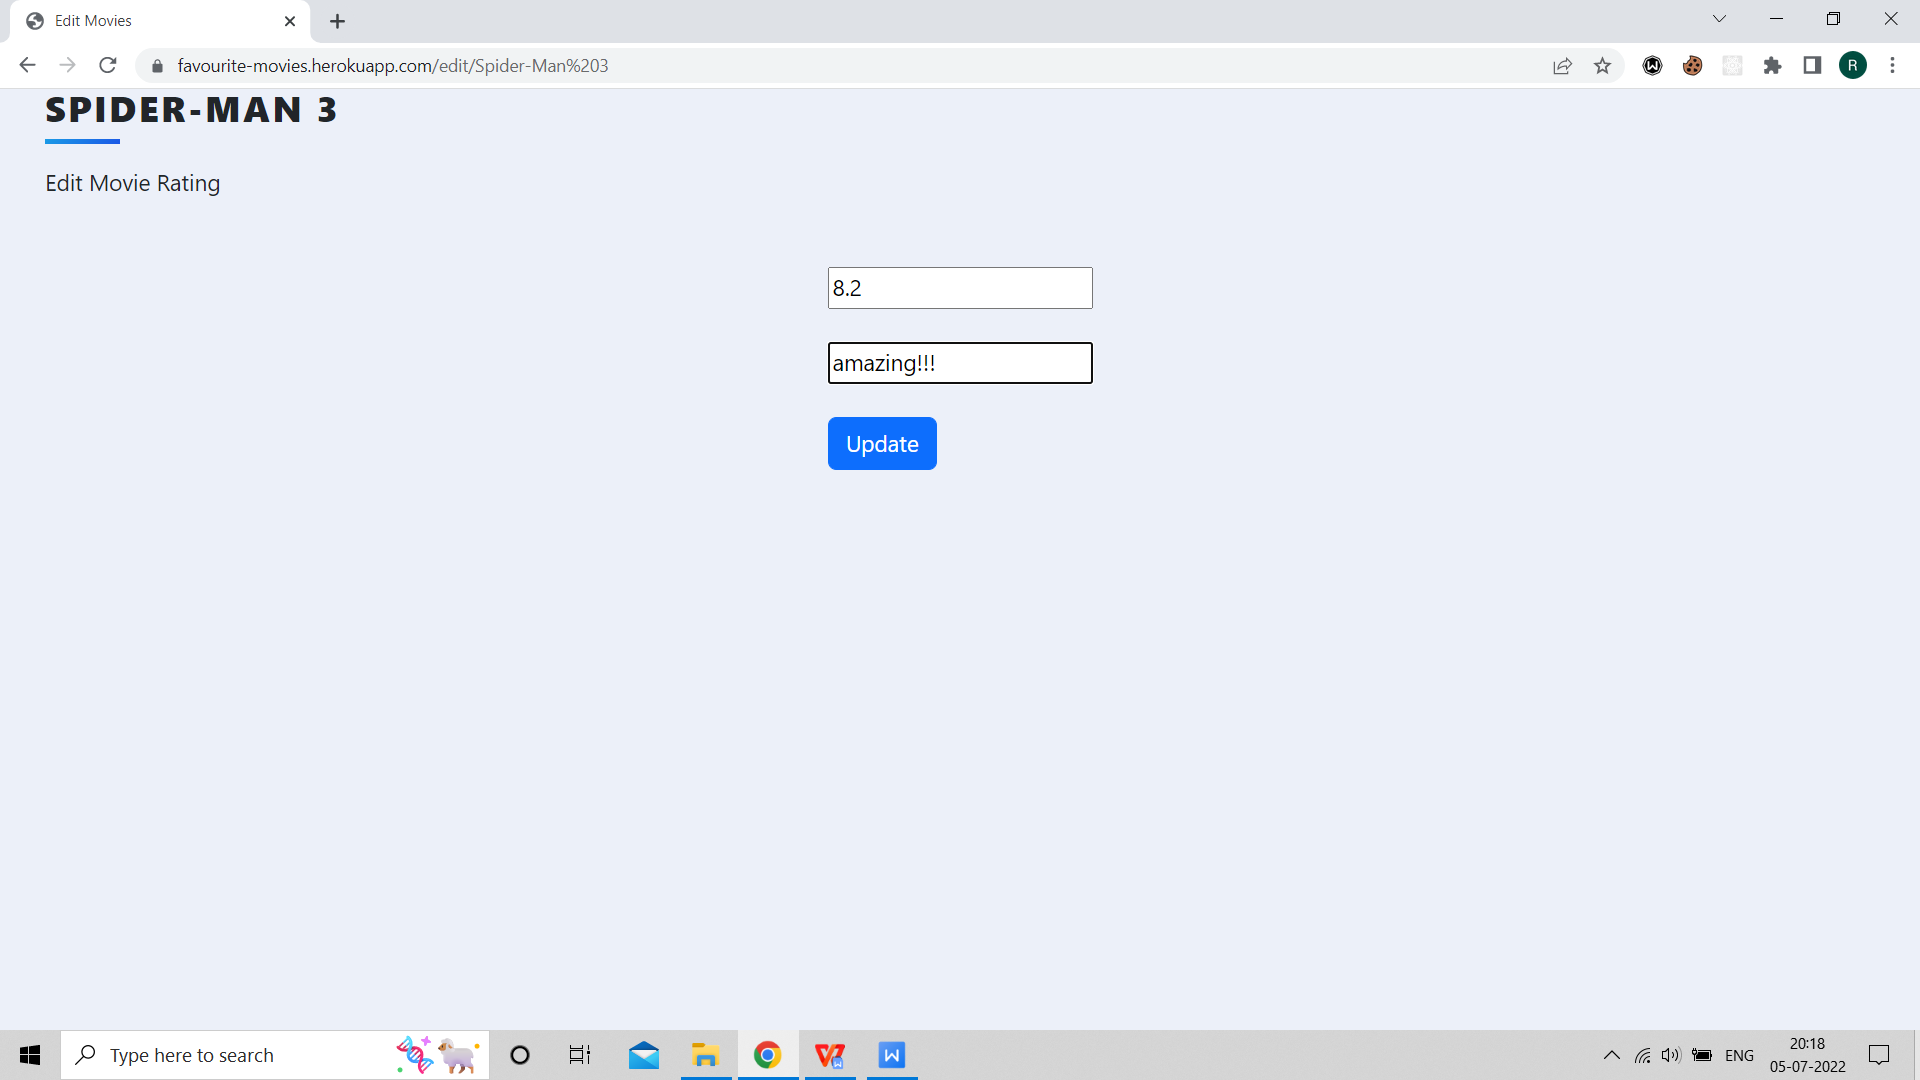 Edit Movies
favourite-movies.herokuapp.com/edit/Spider-Man%203
R
SPIDER-MAN 3
Edit Movie Rating
8.2
amazing!!!
Update
Type here to search
W
ENG
20:18
05-07-2022